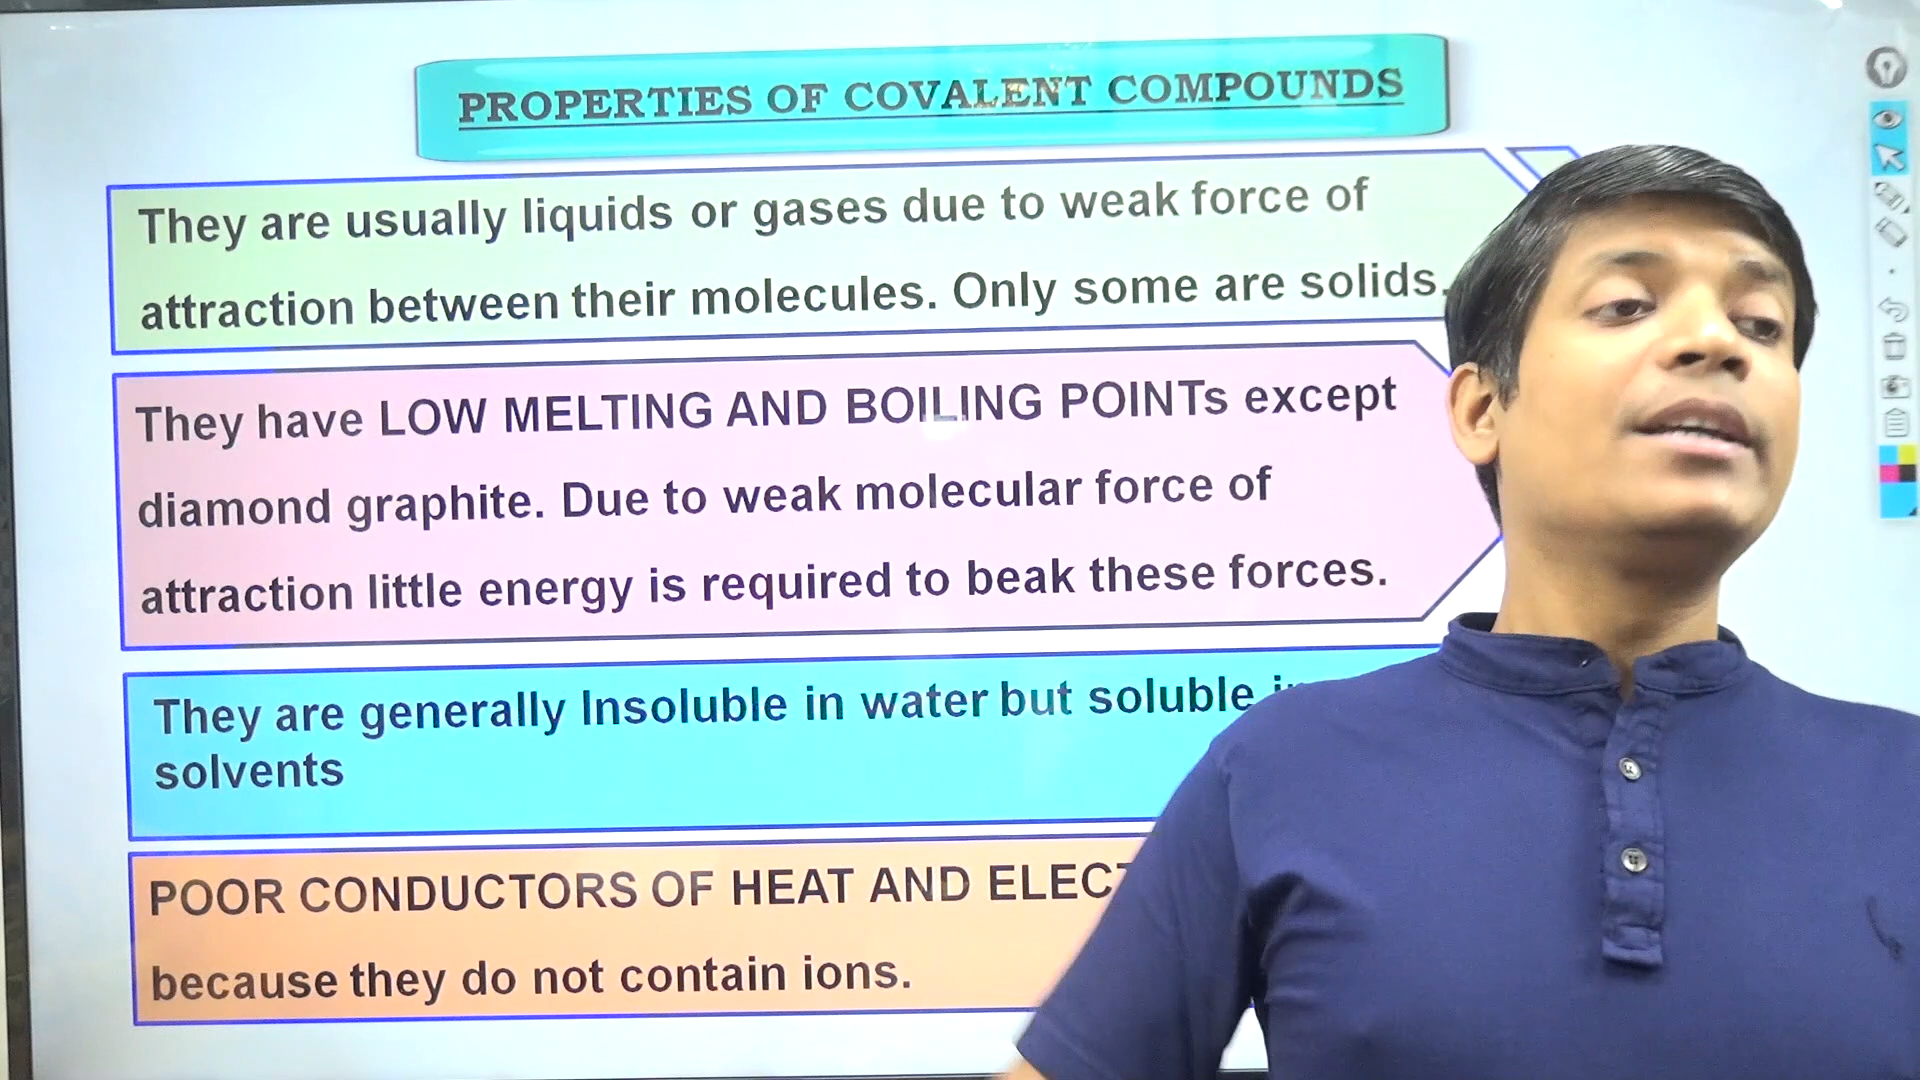 PROPERTIES OF COVALENT COMPOUNDS
They are usually liquids or gases due to weak force of
attraction between their molecules. Only some are solids.
They have LOW MELTING AND BOILING POINTs except
diamond graphite. Due to weak molecular force of
attraction little energy is required to beak these forces.
They are generally Insoluble in water but soluble
solvents
POOR CONDUCTORS OF HEAT AND
because they do not contain ions.